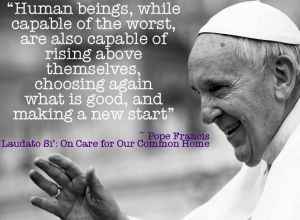 “Human beings, while
capable of the worst,
are also capable of
rising above
themselves,
choosing again
what is good, and
making a new start”
~ Pope Francis
Laudato Si’: On Care for Our Common Home